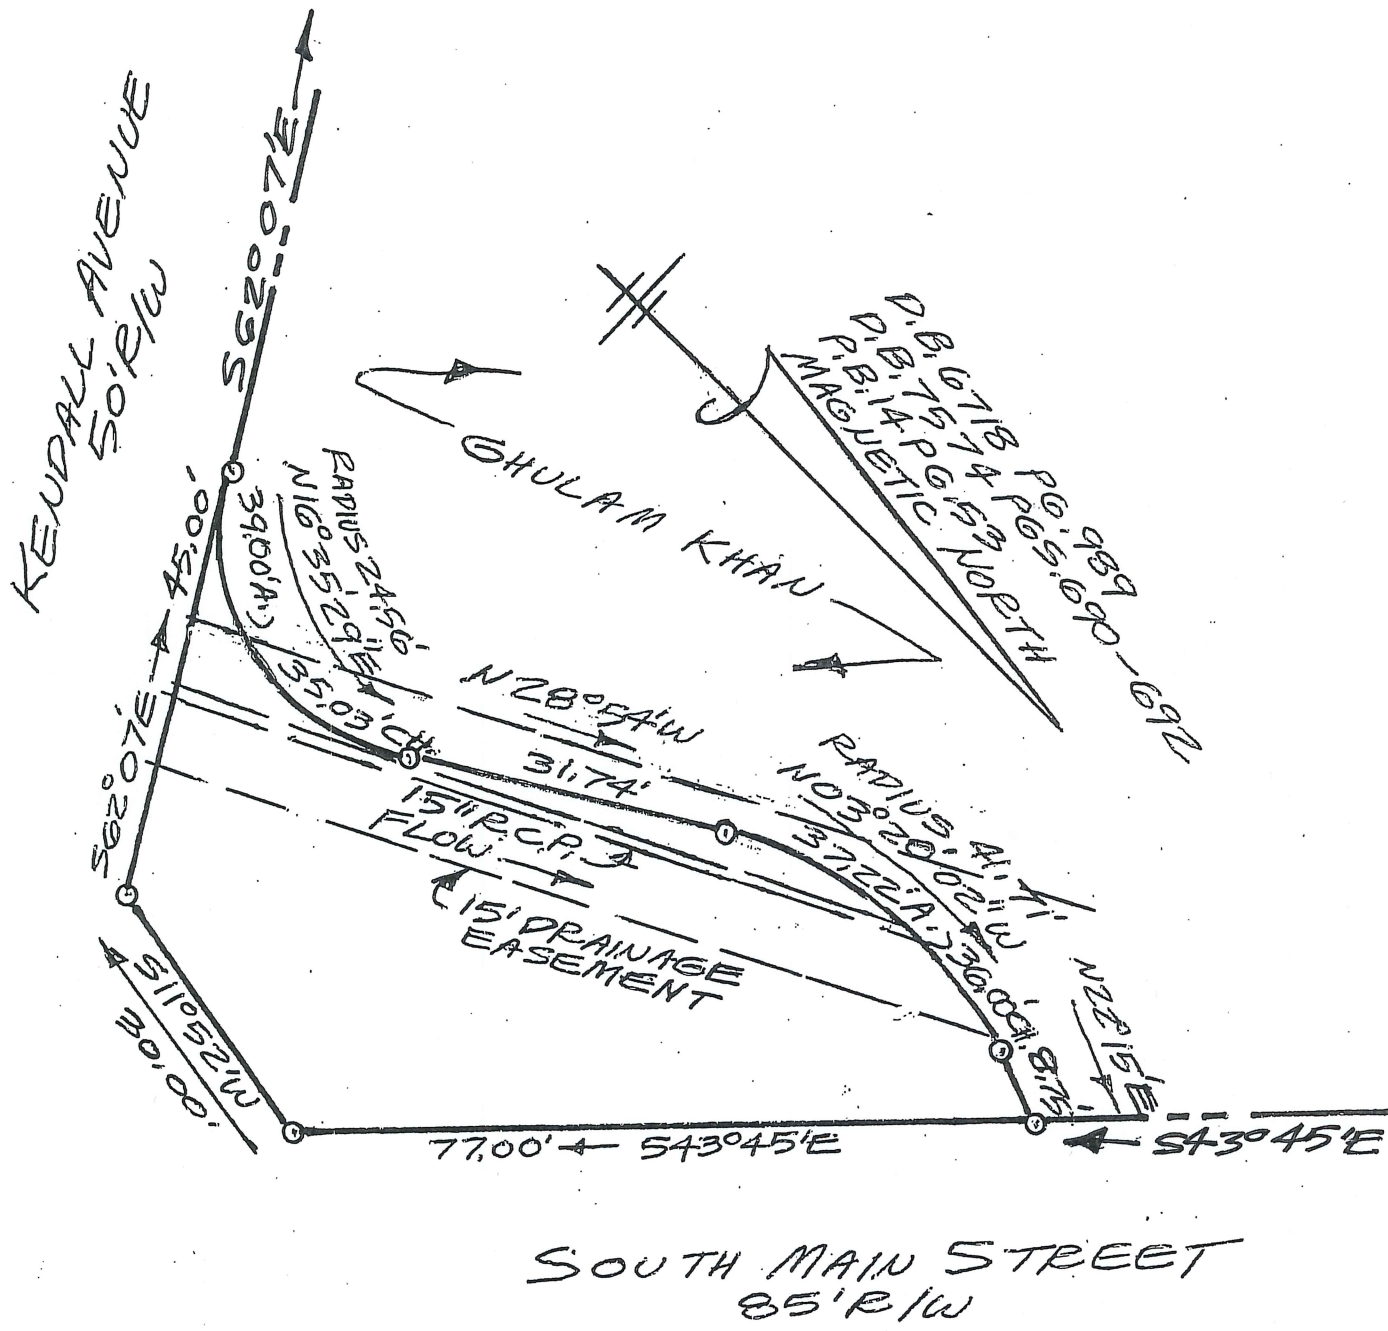 KENDALL AVENUE
50' R/W
S62°07'E
45.00'
S62°07'E
39.00'A.)
RADIUS 24.56'
N16°35'29"E
35.03' CH.
GHULAM KHAN
D.B. 6718 PG. 989
D.B. 7574 PGS. 690-692
P.B. 14 PG. 53
MAGNETIC NORTH
N28°54'W
31.74'
15" R.C.P.
FLOW
15' DRAINAGE
EASEMENT
RADIUS 41.71'
N03°20'02"W
37.22'A.)
36.00'CH.
8.75'
N22°15'E
S11°52'15
30.00'
77.00' S43°45'E
S43°45'E
SOUTH MAIN STREET
85' R/W